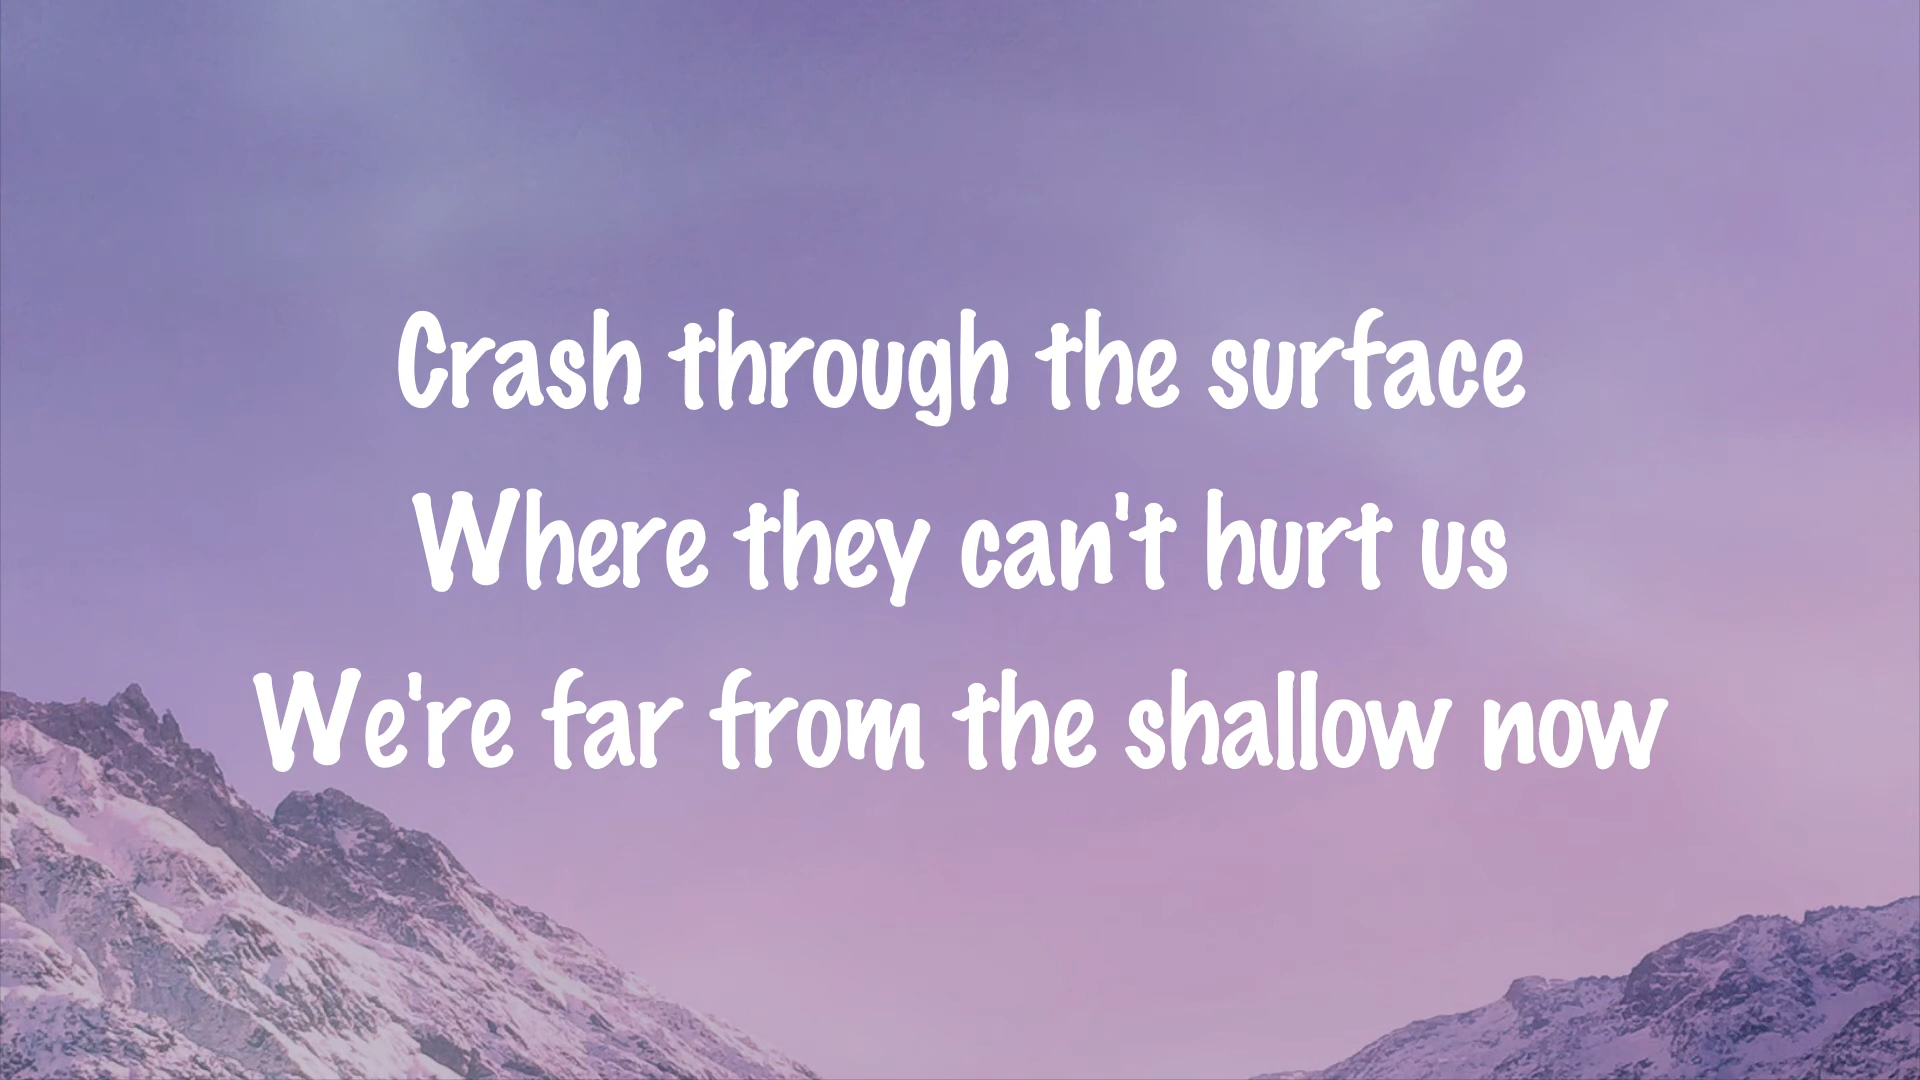 Crash through the surface
Where they can't hurt us
We're far from the shallow now